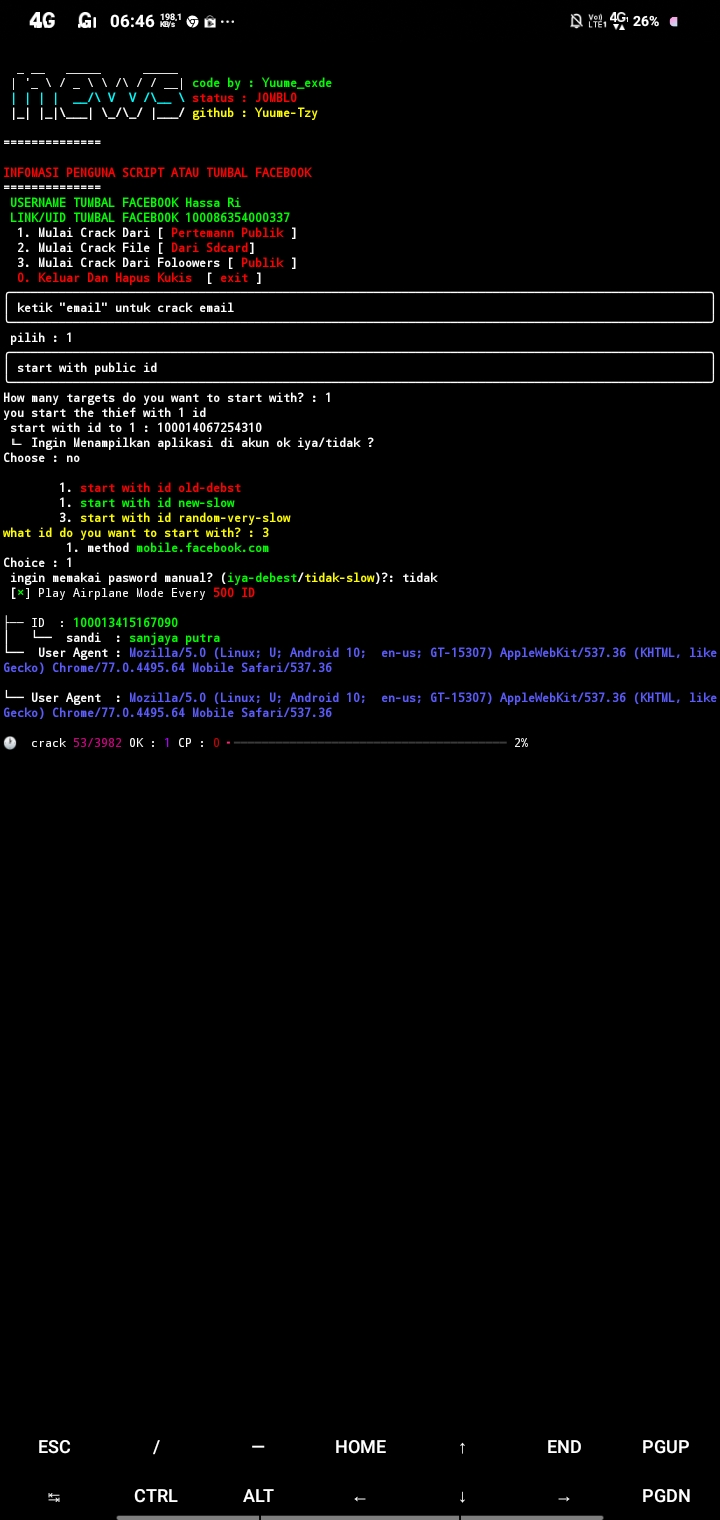 4G G 06:46 198,1 KB/s ··· Vo)) LTE1 4G 26%
code by : Yuume_exde
news status : JOMBLO
github : Yuume-Tzy
==============
INFOMASI PENGUNA SCRIPT ATAU TUMBAL FACEBOOK
==============
USERNAME TUMBAL FACEBOOK Hassa Ri
LINK/UID TUMBAL FACEBOOK 100086354000337
1. Mulai Crack Dari [ Pertemann Publik ]
2. Mulai Crack File [ Dari Sdcard]
3. Mulai Crack Dari Foloowers [ Publik ]
0. Keluar Dan Hapus Kukis [ exit ]
ketik "email" untuk crack email
pilih : 1
start with public id
How many targets do you want to start with? : 1
you start the thief with 1 id
start with id to 1 : 100014067254310
└─ Ingin Menampilkan aplikasi di akun ok iya/tidak ?
Choose : no
1. start with id old-debst
1. start with id new-slow
3. start with id random-very-slow
what id do you want to start with? : 3
1. method mobile.facebook.com
Choice : 1
ingin memakai pasword manual? (iya-debest/tidak-slow)?: tidak
[×] Play Airplane Mode Every 500 ID
├── ID : 100013415167090
│ └── sandi : sanjaya putra
└── User Agent : Mozilla/5.0 (Linux; U; Android 10; en-us; GT-15307) AppleWebKit/537.36 (KHTML, like
Gecko) Chrome/77.0.4495.64 Mobile Safari/537.36
└── User Agent : Mozilla/5.0 (Linux; U; Android 10; en-us; GT-15307) AppleWebKit/537.36 (KHTML, like
Gecko) Chrome/77.0.4495.64 Mobile Safari/537.36
crack 53/3982 OK : 1 CP : 0 2%
ESC / — HOME ↑ END PGUP
↹ CTRL ALT ← ↓ → PGDN